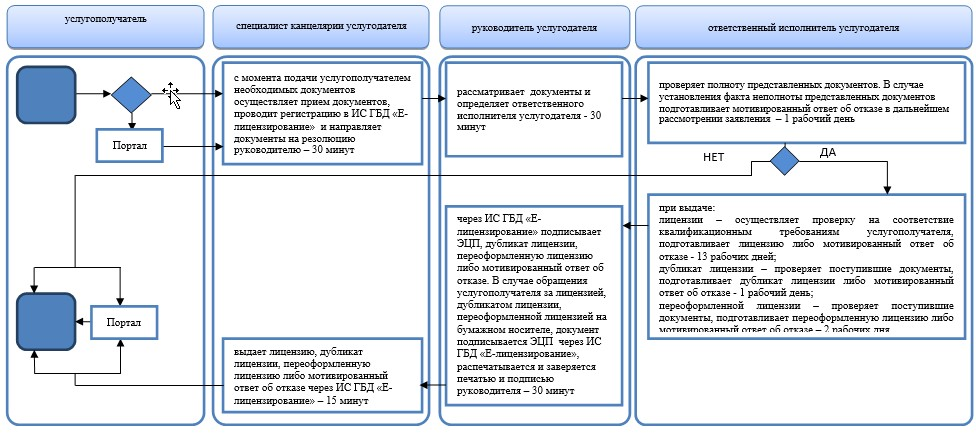 услугополучатель
специалист канцелярии услугодателя
руководитель услугодателя
ответственный исполнитель услугодателя
с момента подачи услугополучателем
необходимых документов
осуществляет прием документов,
проводит регистрацию в ИС ГБД «Е-
лицензирование» и направляет
документы на резолюцию
руководителю – 30 минут
рассматривает документы и
определяет ответственного
исполнителя услугодателя - 30
минут
проверяет полноту представленных документов. В случае
установления факта неполноты представленных документов
подготавливает мотивированный ответ об отказе в дальнейшем
рассмотрении заявления – 1 рабочий день
Портал
НЕТ
ДА
при выдаче:
лицензии – осуществляет проверку на соответствие
квалификационным требованиям услугополучателя,
подготавливает лицензию либо мотивированный ответ об
отказе - 13 рабочих дней;
дубликат лицензии – проверяет поступившие документы,
подготавливает дубликат лицензии либо мотивированный
ответ об отказе - 1 рабочий день;
переоформленной лицензии – проверяет поступившие
документы, подготавливает переоформленную лицензию либо
мотивированный ответ об отказе – 2 рабочих дня
через ИС ГБД «Е-
лицензирование» подписывает
ЭЦП, дубликат лицензии,
переоформленную лицензию
либо мотивированный ответ об
отказе. В случае обращения
услугополучателя за лицензией,
дубликатом лицензии,
переоформленной лицензией на
бумажном носителе, документ
подписывается ЭЦП через ИС
ГБД «Е-лицензирование»,
распечатывается и заверяется
печатью и подписью
руководителя – 30 минут
Портал
выдает лицензию, дубликат
лицензии, переоформленную
лицензию либо мотивированный
ответ об отказе через ИС ГБД «Е-
лицензирование» – 15 минут